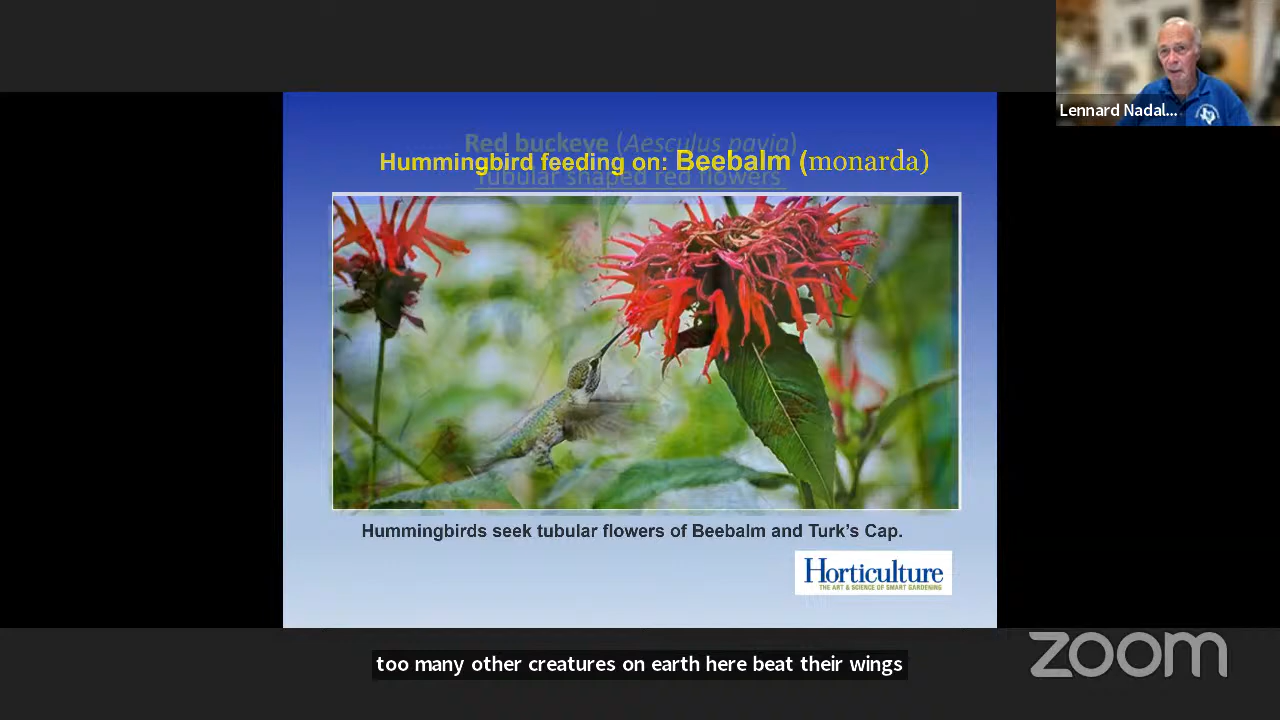 Lennard Nadal...
Red buckeye (Aesculus pavia)
Hummingbird feeding on: Beebalm (monarda)
Tubular shaped red flowers
Hummingbirds seek tubular flowers of Beebalm and Turk's Cap.
Horticulture
THE ART & SCIENCE OF SMART GARDENING
too many other creatures on earth here beat their wings
zoom